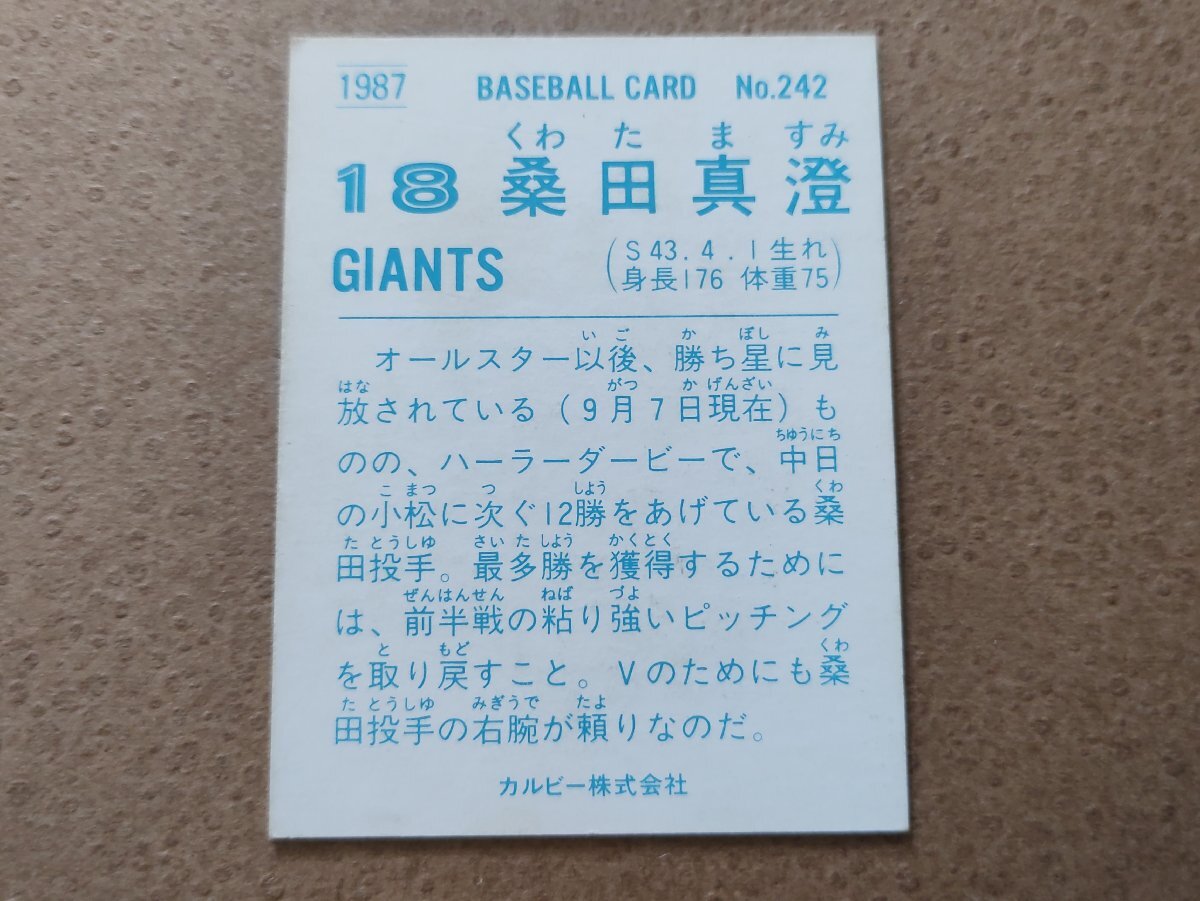 1987 BASEBALL CARD No.242
くわ た ま すみ
18 桑田真澄
GIANTS
(S43.4.1生れ
身長176 体重75)
い ご か ぼし み
オールスター以後、勝ち星に見
はな がつ か げんざい
放されている（9月7日現在）も
ちゆうにち
のの、ハーラーダービーで、中日
こ まつ つ しよう くわ
の小松に次ぐ12勝をあげている桑
た とうしゆ さい た しよう かくとく
田投手。最多勝を獲得するために
ぜんはんせん ねば づよ
は、前半戦の粘り強いピッチング
と もど くわ
を取り戻すこと。Vのためにも桑
た とうしゆ みぎうで たよ
田投手の右腕が頼りなのだ。
カルビー株式会社